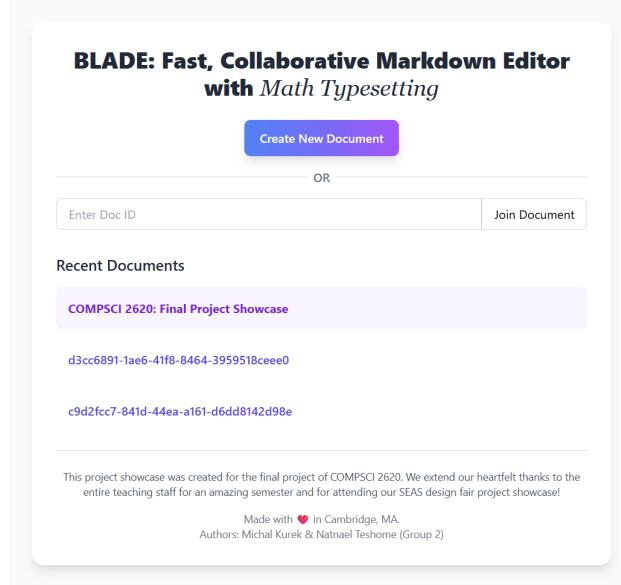 BLADE: Fast, Collaborative Markdown Editor
with Math Typesetting
Create New Document
OR
Enter Doc ID
Join Document
Recent Documents
COMPSCI 2620: Final Project Showcase
d3cc6891-1ae6-41f8-8464-3959518ceee0
c9d2fcc7-841d-44ea-a161-d6dd8142d98e
This project showcase was created for the final project of COMPSCI 2620. We extend our heartfelt thanks to the
entire teaching staff for an amazing semester and for attending our SEAS design fair project showcase!
Made with ❤️ in Cambridge, MA.
Authors: Michal Kurek & Natnael Teshome (Group 2)